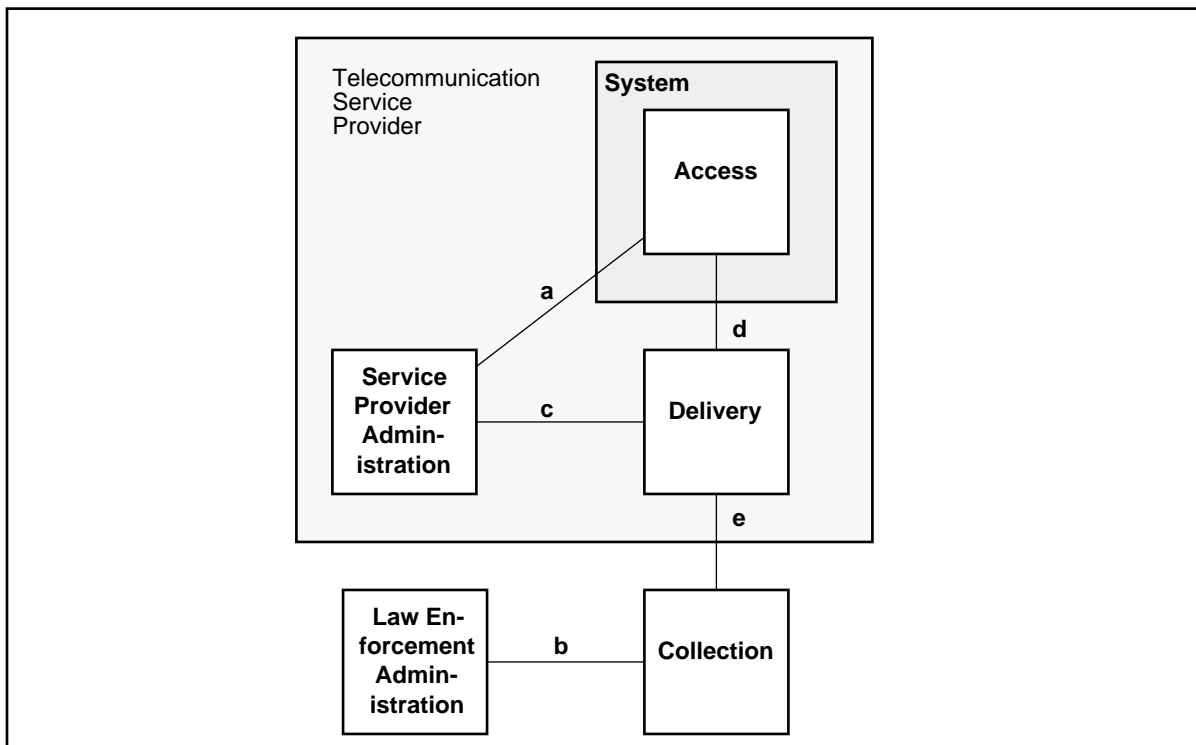 Telecommunication
Service
Provider
System
Access
a
d
Service
Provider
Admin-
istration
c
Delivery
e
Law En-
forcement
Admin-
istration
b
Collection